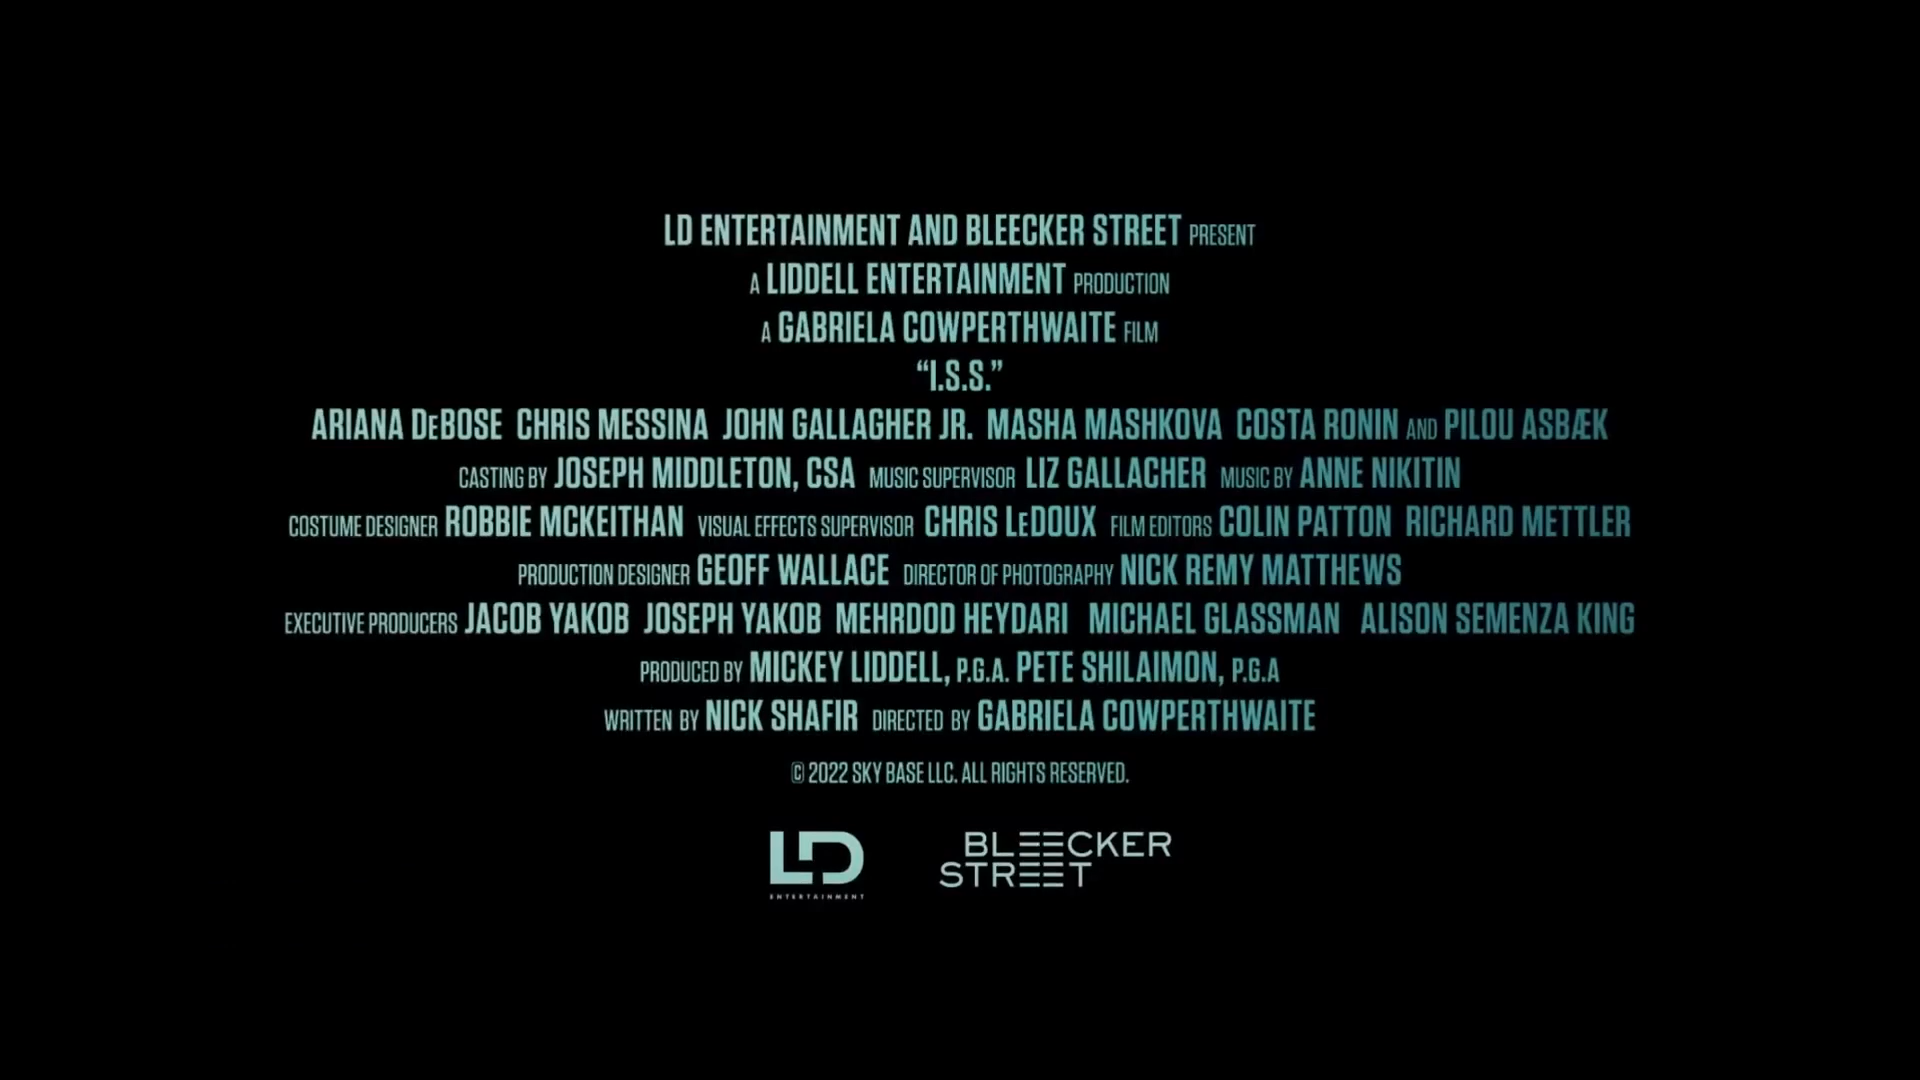 LD ENTERTAINMENT AND BLEECKER STREET PRESENT
A LIDDELL ENTERTAINMENT PRODUCTION
A GABRIELA COWPERTHWAITE FILM
“I.S.S.”
ARIANA DeBOSE CHRIS MESSINA JOHN GALLAGHER JR. MASHA MASHKOVA COSTA RONIN AND PILOU ASBÆK
CASTING BY JOSEPH MIDDLETON, CSA MUSIC SUPERVISOR LIZ GALLACHER MUSIC BY ANNE NIKITIN
COSTUME DESIGNER ROBBIE MCKEITHAN VISUAL EFFECTS SUPERVISOR CHRIS LeDOUX FILM EDITORS COLIN PATTON RICHARD METTLER
PRODUCTION DESIGNER GEOFF WALLACE DIRECTOR OF PHOTOGRAPHY NICK REMY MATTHEWS
EXECUTIVE PRODUCERS JACOB YAKOB JOSEPH YAKOB MEHRDOD HEYDARI MICHAEL GLASSMAN ALISON SEMENZA KING
PRODUCED BY MICKEY LIDDELL, P.G.A. PETE SHILAIMON, P.G.A
WRITTEN BY NICK SHAFIR DIRECTED BY GABRIELA COWPERTHWAITE
© 2022 SKY BASE LLC. ALL RIGHTS RESERVED.
LD
ENTERTAINMENT
BLEECKER
STREET